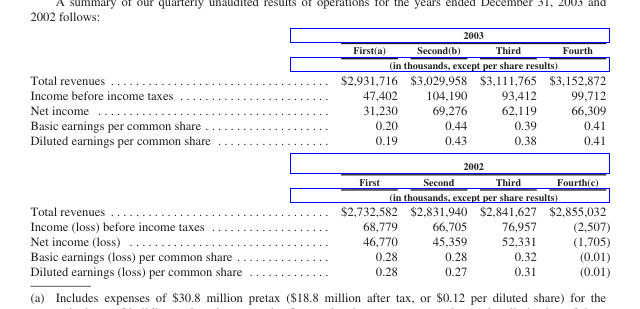 A summary of our quarterly unaudited results of operations for the years ended December 31, 2003 and
2002 follows:
2003
First(a) Second(b) Third Fourth
(in thousands, except per share results)
Total revenues . . . . . . . . . . . . . . . . . . . . . . . . . . . . . . . . . . $2,931,716 $3,029,958 $3,111,765 $3,152,872
Income before income taxes . . . . . . . . . . . . . . . . . . . . . . . 47,402 104,190 93,412 99,712
Net income . . . . . . . . . . . . . . . . . . . . . . . . . . . . . . . . . . . . 31,230 69,276 62,119 66,309
Basic earnings per common share . . . . . . . . . . . . . . . . . . . 0.20 0.44 0.39 0.41
Diluted earnings per common share . . . . . . . . . . . . . . . . . . 0.19 0.43 0.38 0.41
2002
First Second Third Fourth(c)
(in thousands, except per share results)
Total revenues . . . . . . . . . . . . . . . . . . . . . . . . . . . . . . . . . . $2,732,582 $2,831,940 $2,841,627 $2,855,032
Income (loss) before income taxes . . . . . . . . . . . . . . . . . . 68,779 66,705 76,957 (2,507)
Net income (loss) . . . . . . . . . . . . . . . . . . . . . . . . . . . . . . . 46,770 45,359 52,331 (1,705)
Basic earnings (loss) per common share . . . . . . . . . . . . . . 0.28 0.28 0.32 (0.01)
Diluted earnings (loss) per common share . . . . . . . . . . . . . 0.28 0.27 0.31 (0.01)
(a) Includes expenses of $30.8 million pretax ($18.8 million after tax, or $0.12 per diluted share) for the